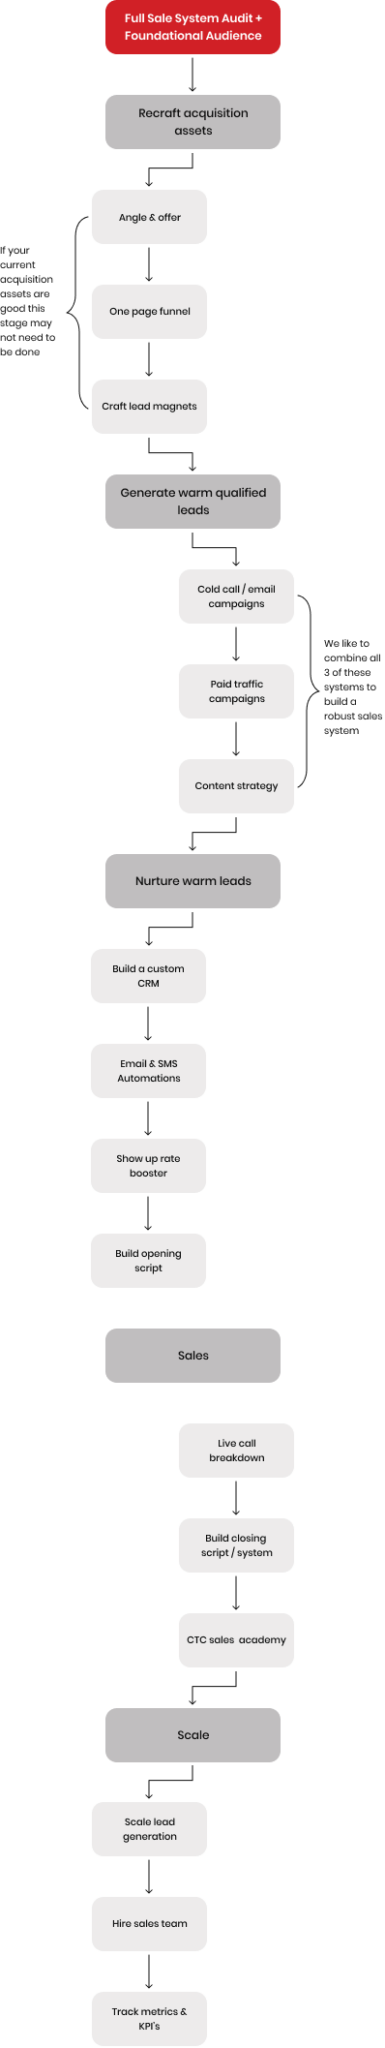 Full Sale System Audit +
Foundational Audience
Recraft acquisition
assets
Angle & offer
If your
current
acquisition
assets are
good this
stage may
not need to
be done
One page funnel
Craft lead magnets
Generate warm qualified
leads
Cold call / email
campaigns
We like to
combine all
3 of these
systems to
build a
robust sales
system
Paid traffic
campaigns
Content strategy
Nurture warm leads
Build a custom
CRM
Email & SMS
Automations
Show up rate
booster
Build opening
script
Sales
Live call
breakdown
Build closing
script / system
CTC sales academy
Scale
Scale lead
generation
Hire sales team
Track metrics &
KPI's